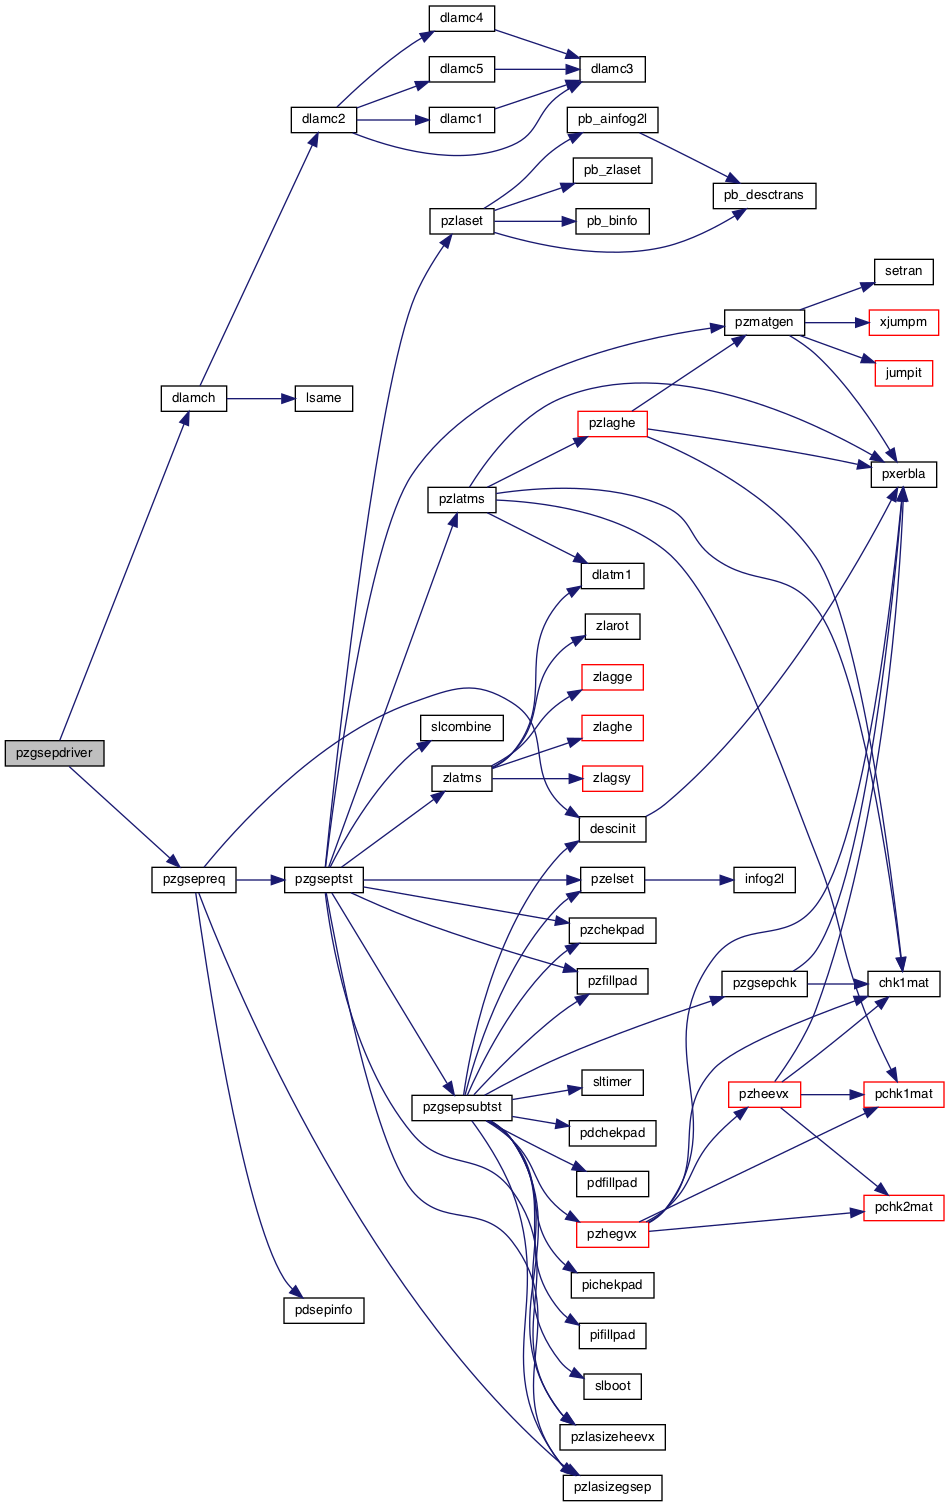 dlamc4
dlamc5
dlamc3
dlamc2
dlamc1
pb_ainfog2l
pb_zlaset
pb_desctrans
pzlaset
pb_binfo
setran
pzmatgen
xjumpm
jumpit
dlamch
lsame
pzlaghe
pxerbla
pzlatms
dlatm1
zlarot
zlagge
slcombine
zlaghe
pzgsepdriver
zlatms
zlagsy
descinit
pzgsepreq
pzgseptst
pzelset
infog2l
pzchekpad
pzfillpad
pzgsepchk
chk1mat
sltimer
pzheevx
pchk1mat
pzgsepsubtst
pdchekpad
pdfillpad
pchk2mat
pzhegvx
pichekpad
pdsepinfo
pifillpad
slboot
pzlasizeheevx
pzlasizegsep